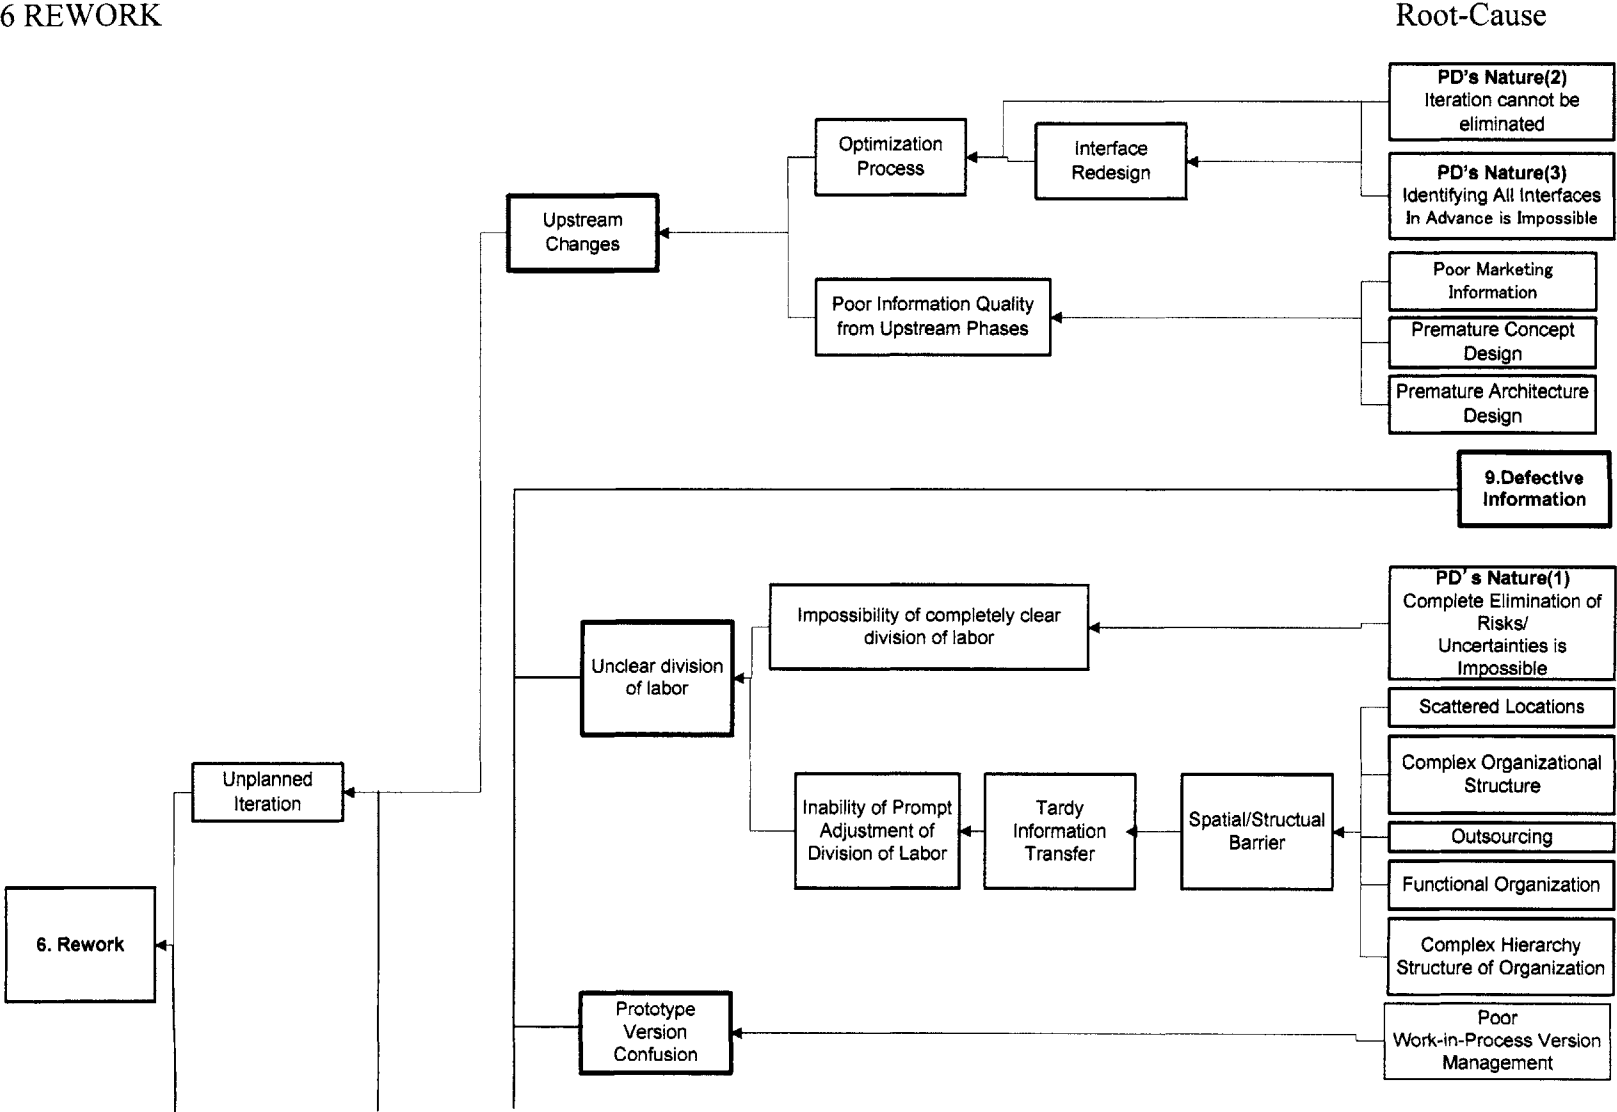 6 REWORK
Root-Cause
PD's Nature(2)
Iteration cannot be
eliminated
Optimization
Process
Interface
Redesign
PD's Nature(3)
Identifying All Interfaces
In Advance is Impossible
Upstream
Changes
Poor Marketing
Information
Poor Information Quality
from Upstream Phases
Premature Concept
Design
Premature Architecture
Design
9.Defective
Information
PD's Nature(1)
Complete Elimination of
Risks/
Uncertainties is
Impossible
Impossibility of completely clear
division of labor
Unclear division
of labor
Scattered Locations
Complex Organizational
Structure
Unplanned
Iteration
Inability of Prompt
Adjustment of
Division of Labor
Tardy
Information
Transfer
Spatial/Structual
Barrier
Outsourcing
Functional Organization
6. Rework
Complex Hierarchy
Structure of Organization
Prototype
Version
Confusion
Poor
Work-in-Process Version
Management